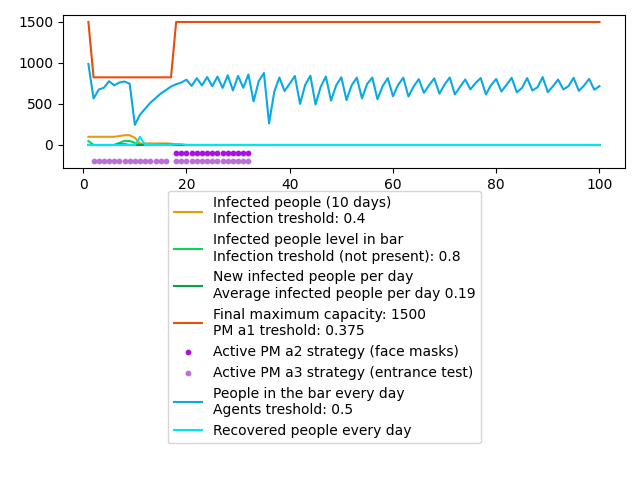 1500
1000
500
0
0 20 40 60 80 100
Infected people (10 days)
Infection treshold: 0.4
Infected people level in bar
Infection treshold (not present): 0.8
New infected people per day
Average infected people per day 0.19
Final maximum capacity: 1500
PM a1 treshold: 0.375
Active PM a2 strategy (face masks)
Active PM a3 strategy (entrance test)
People in the bar every day
Agents treshold: 0.5
Recovered people every day